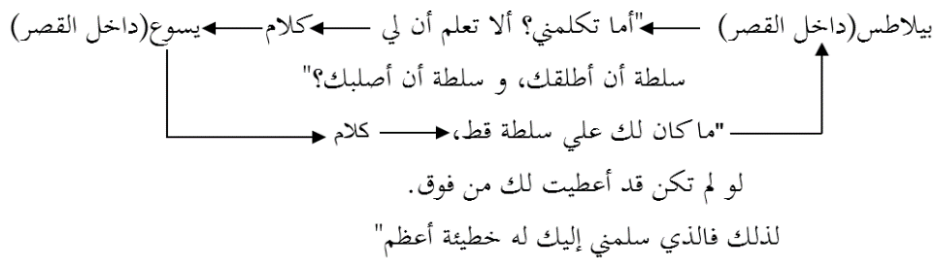 بيلاطس(داخل القصر) "أما تكلمني؟ ألا تعلم أن لي كلام يسوع(داخل القصر)
سلطة أن أطلقك، و سلطة أن أصلبك؟"
كلام "ما كان لك علي سلطة قط،
لو لم تكن قد أعطيت لك من فوق.
لذلك فالذي سلمني إليك له خطيئة أعظم"